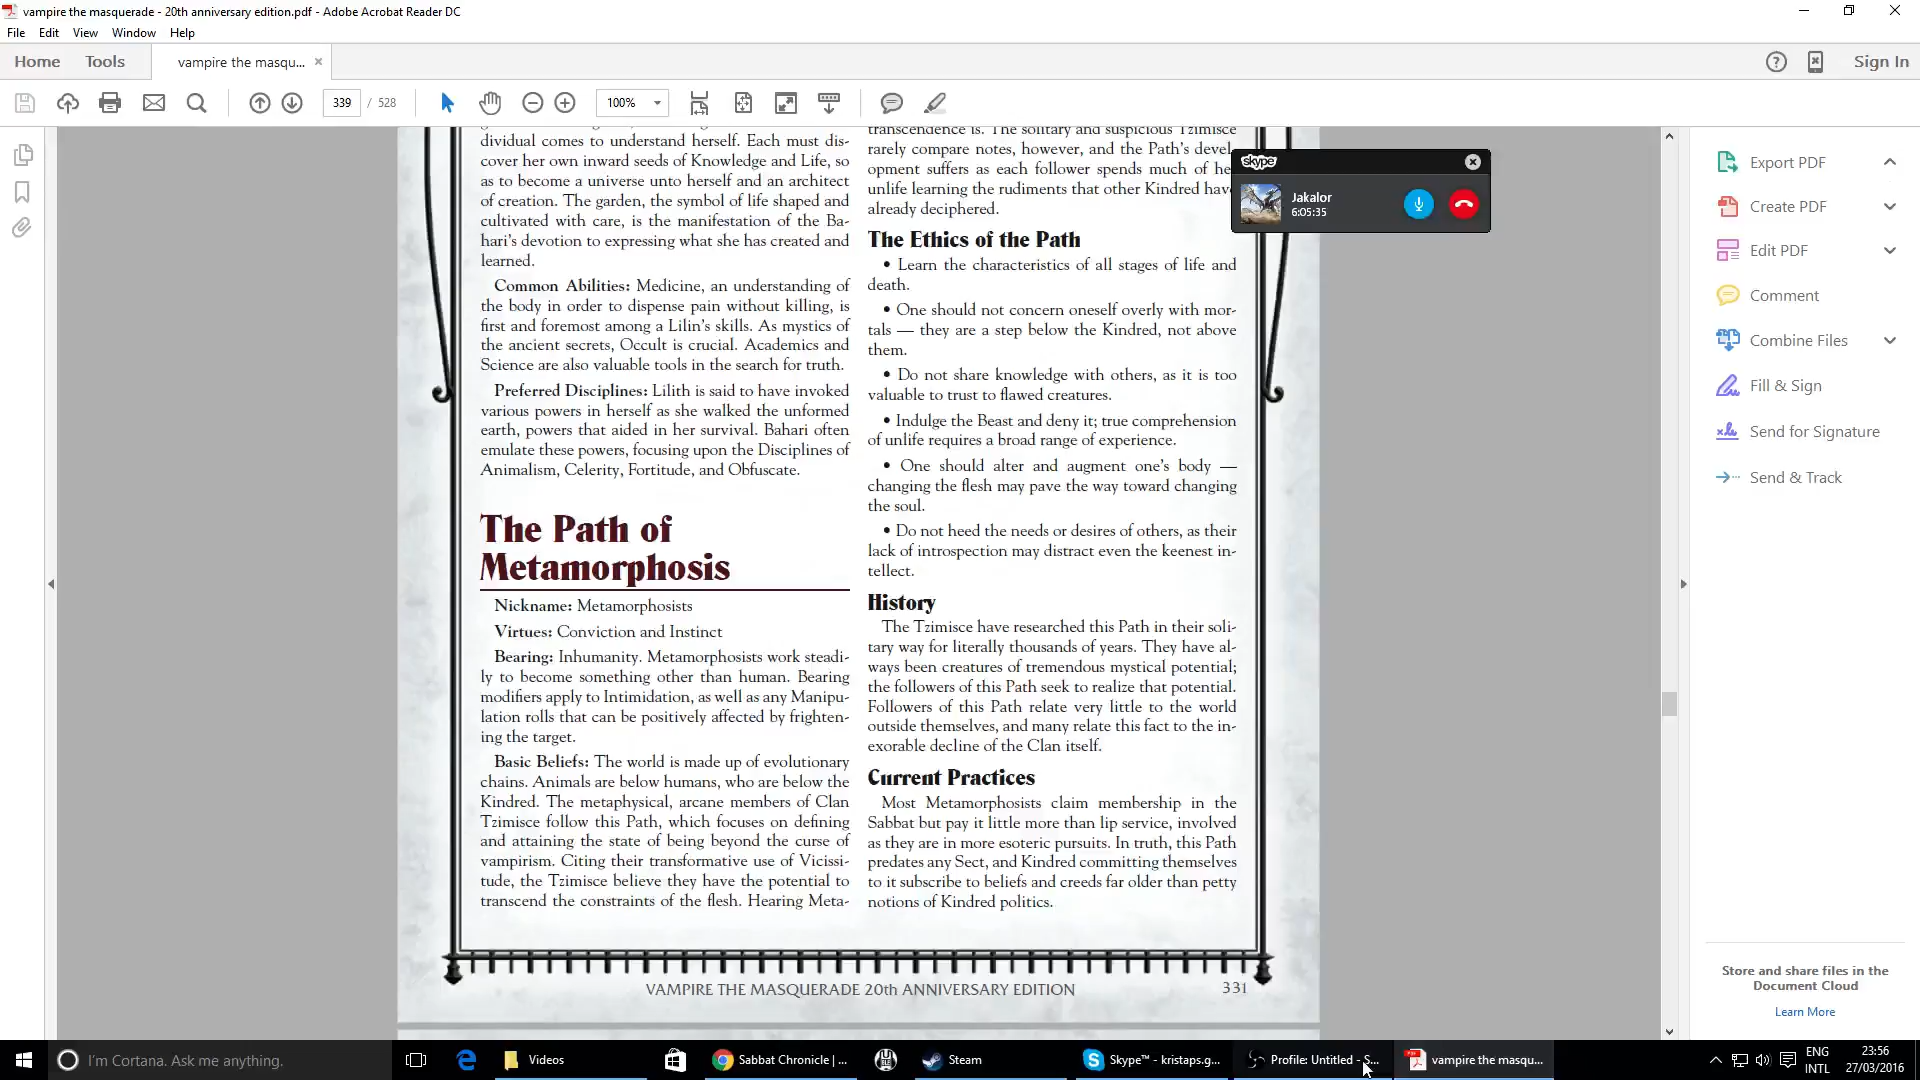 vampire the masquerade - 20th anniversary edition.pdf - Adobe Acrobat Reader DC
File Edit View Window Help
Home Tools vampire the masqu... × Sign In
339 / 528 100%
dividual comes to understand herself. Each must dis-
cover her own inward seeds of Knowledge and Life, so
as to become a universe unto herself and an architect
of creation. The garden, the symbol of life shaped and
cultivated with care, is the manifestation of the Ba-
hari's devotion to expressing what she has created and
learned.
Common Abilities: Medicine, an understanding of
the body in order to dispense pain without killing, is
first and foremost among a Lilin's skills. As mystics of
the ancient secrets, Occult is crucial. Academics and
Science are also valuable tools in the search for truth.
Preferred Disciplines: Lilith is said to have invoked
various powers in herself as she walked the unformed
earth, powers that aided in her survival. Bahari often
emulate these powers, focusing upon the Disciplines of
Animalism, Celerity, Fortitude, and Obfuscate.
The Path of
Metamorphosis
Nickname: Metamorphosists
Virtues: Conviction and Instinct
Bearing: Inhumanity. Metamorphosists work steadi-
ly to become something other than human. Bearing
modifiers apply to Intimidation, as well as any Manipu-
lation rolls that can be positively affected by frighten-
ing the target.
Basic Beliefs: The world is made up of evolutionary
chains. Animals are below humans, who are below the
Kindred. The metaphysical, arcane members of Clan
Tzimisce follow this Path, which focuses on defining
and attaining the state of being beyond the curse of
vampirism. Citing their transformative use of Vicissi-
tude, the Tzimisce believe they have the potential to
transcend the constraints of the flesh. Hearing Meta-
transcendence is. The solitary and suspicious Tzimisce
rarely compare notes, however, and the Path's devel-
opment suffers as each follower spends much of he
unlife learning the rudiments that other Kindred have
already deciphered.
The Ethics of the Path
• Learn the characteristics of all stages of life and
death.
• One should not concern oneself overly with mor-
tals — they are a step below the Kindred, not above
them.
• Do not share knowledge with others, as it is too
valuable to trust to flawed creatures.
• Indulge the Beast and deny it; true comprehension
of unlife requires a broad range of experience.
• One should alter and augment one's body —
changing the flesh may pave the way toward changing
the soul.
• Do not heed the needs or desires of others, as their
lack of introspection may distract even the keenest in-
tellect.
History
The Tzimisce have researched this Path in their soli-
tary way for literally thousands of years. They have al-
ways been creatures of tremendous mystical potential;
the followers of this Path seek to realize that potential.
Followers of this Path relate very little to the world
outside themselves, and many relate this fact to the in-
exorable decline of the Clan itself.
Current Practices
Most Metamorphosists claim membership in the
Sabbat but pay it little more than lip service, involved
as they are in more esoteric pursuits. In truth, this Path
predates any Sect, and Kindred committing themselves
to it subscribe to beliefs and creeds far older than petty
notions of Kindred politics.
VAMPIRE THE MASQUERADE 20th ANNIVERSARY EDITION 331
skype
Jakalor
6:05:35
Export PDF
Create PDF
Edit PDF
Comment
Combine Files
Fill & Sign
Send for Signature
Send & Track
Store and share files in the
Document Cloud
Learn More
I'm Cortana. Ask me anything. Videos Sabbat Chronicle | ... Steam Skype™ - kristaps.g... Profile: Untitled - S... vampire the masqu...
ENG
INTL
23:56
27/03/2016